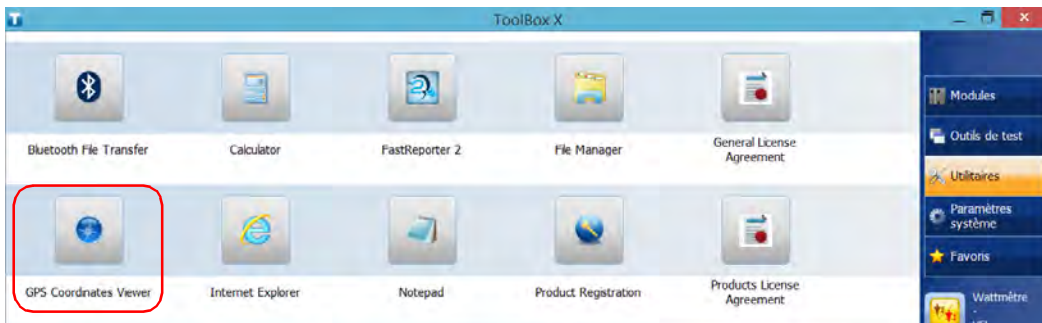 ToolBox X
Bluetooth File Transfer
Calculator
FastReporter 2
File Manager
General License
Agreement
GPS Coordinates Viewer
Internet Explorer
Notepad
Product Registration
Products License
Agreement
Modules
Outils de test
Utilitaires
Paramètres
système
Favoris
Wattmètre
-